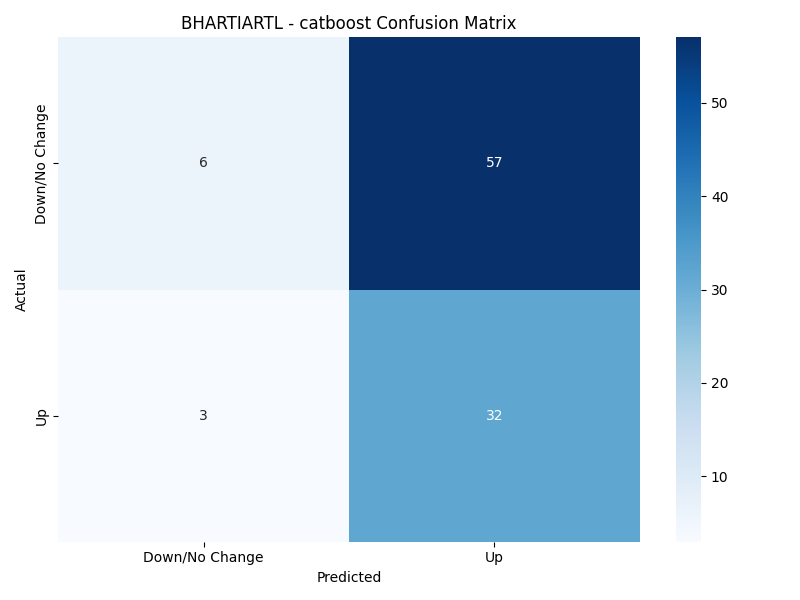 BHARTIARTL - catboost Confusion Matrix
Actual
Down/No Change
Up
6
57
3
32
Down/No Change
Up
Predicted
50
40
30
20
10